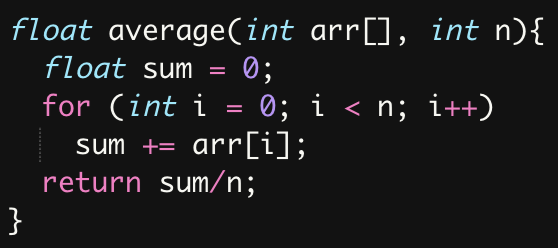 float average(int arr[], int n){
  float sum = 0;
  for (int i = 0; i < n; i++)
    sum += arr[i];
  return sum/n;
}